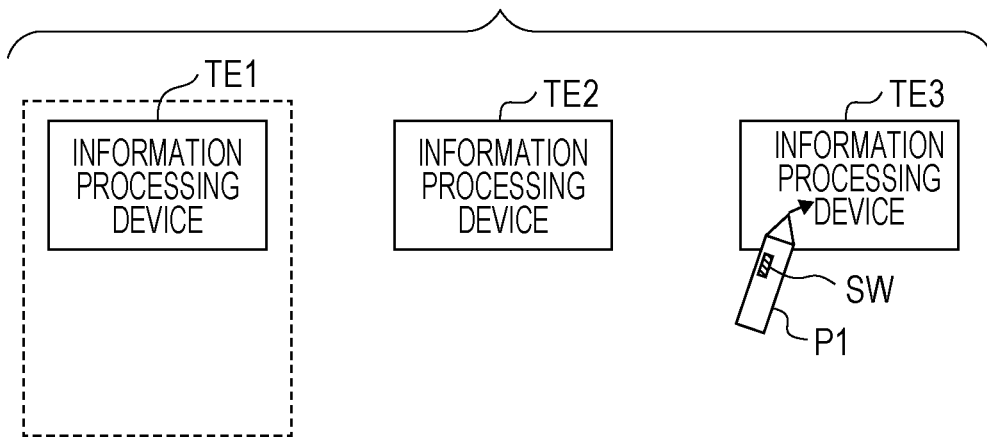 TE1
INFORMATION
PROCESSING
DEVICE
TE2
INFORMATION
PROCESSING
DEVICE
TE3
INFORMATION
PROCESSING
DEVICE
SW
P1